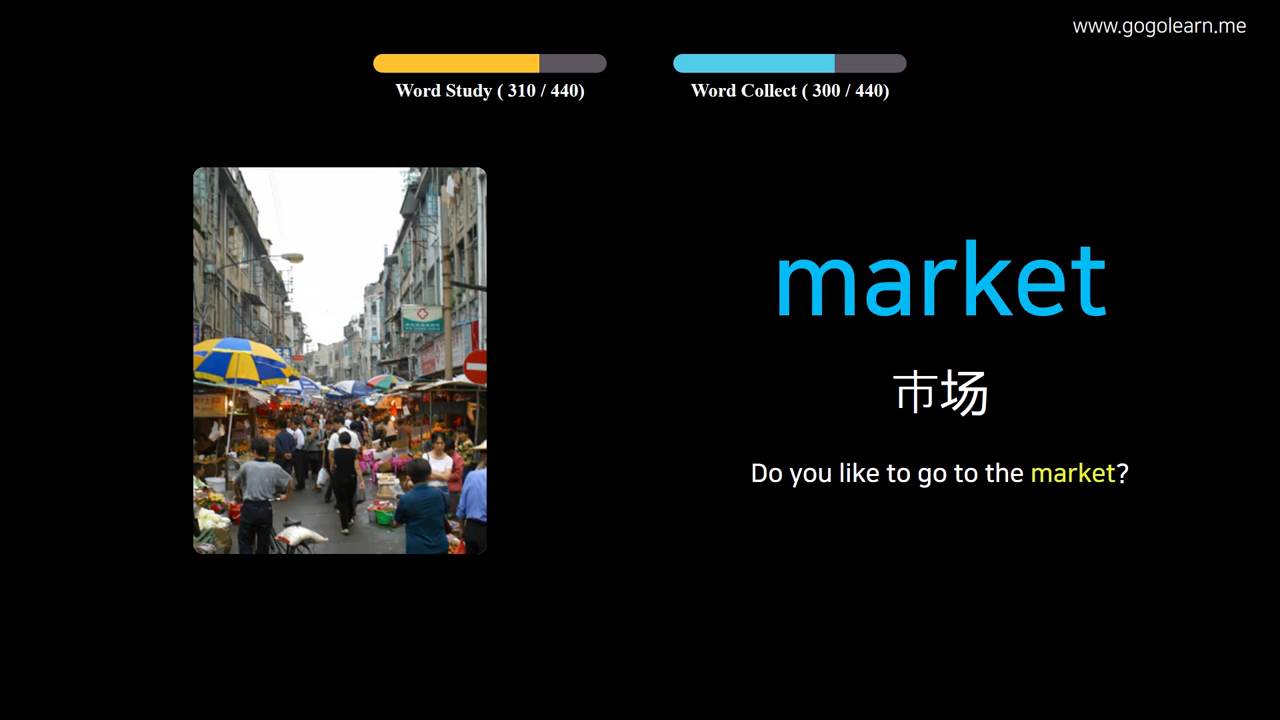 www.gogolearn.me
Word Study ( 310 / 440)
Word Collect ( 300 / 440)
market
市场
Do you like to go to the market?